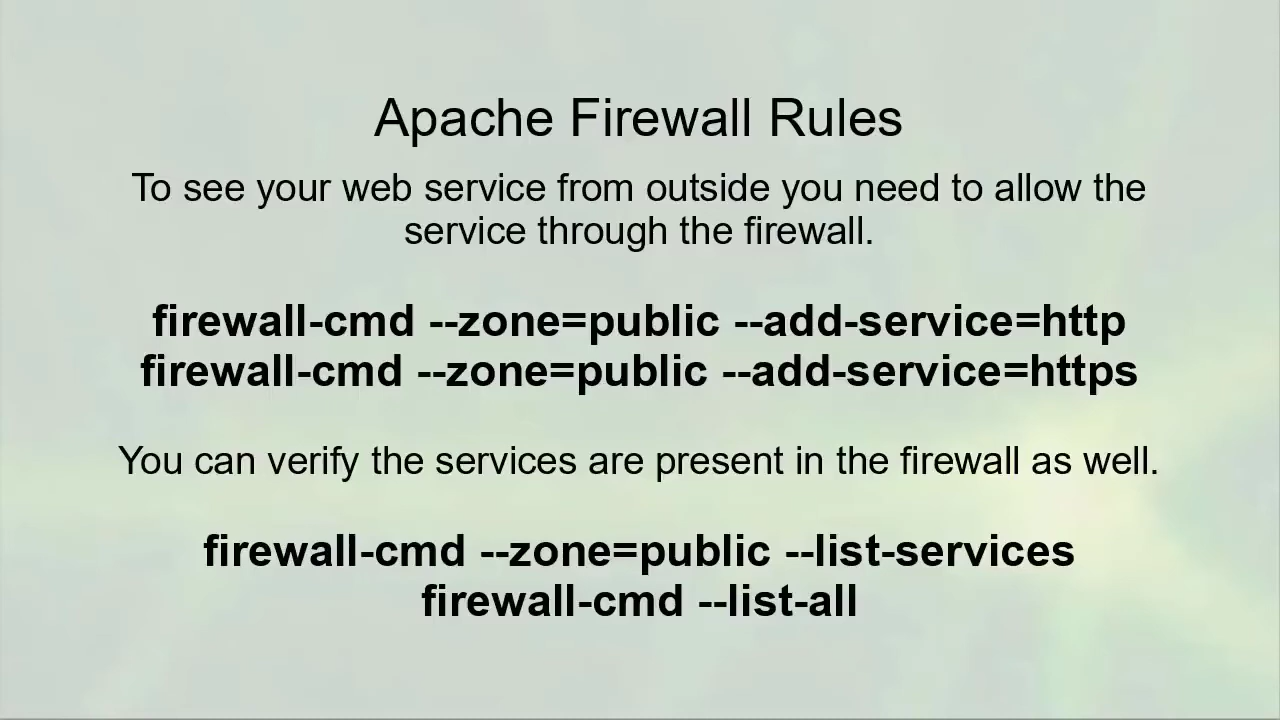 Apache Firewall Rules
To see your web service from outside you need to allow the
service through the firewall.
firewall-cmd --zone=public --add-service=http
firewall-cmd --zone=public --add-service=https
You can verify the services are present in the firewall as well.
firewall-cmd --zone=public --list-services
firewall-cmd --list-all